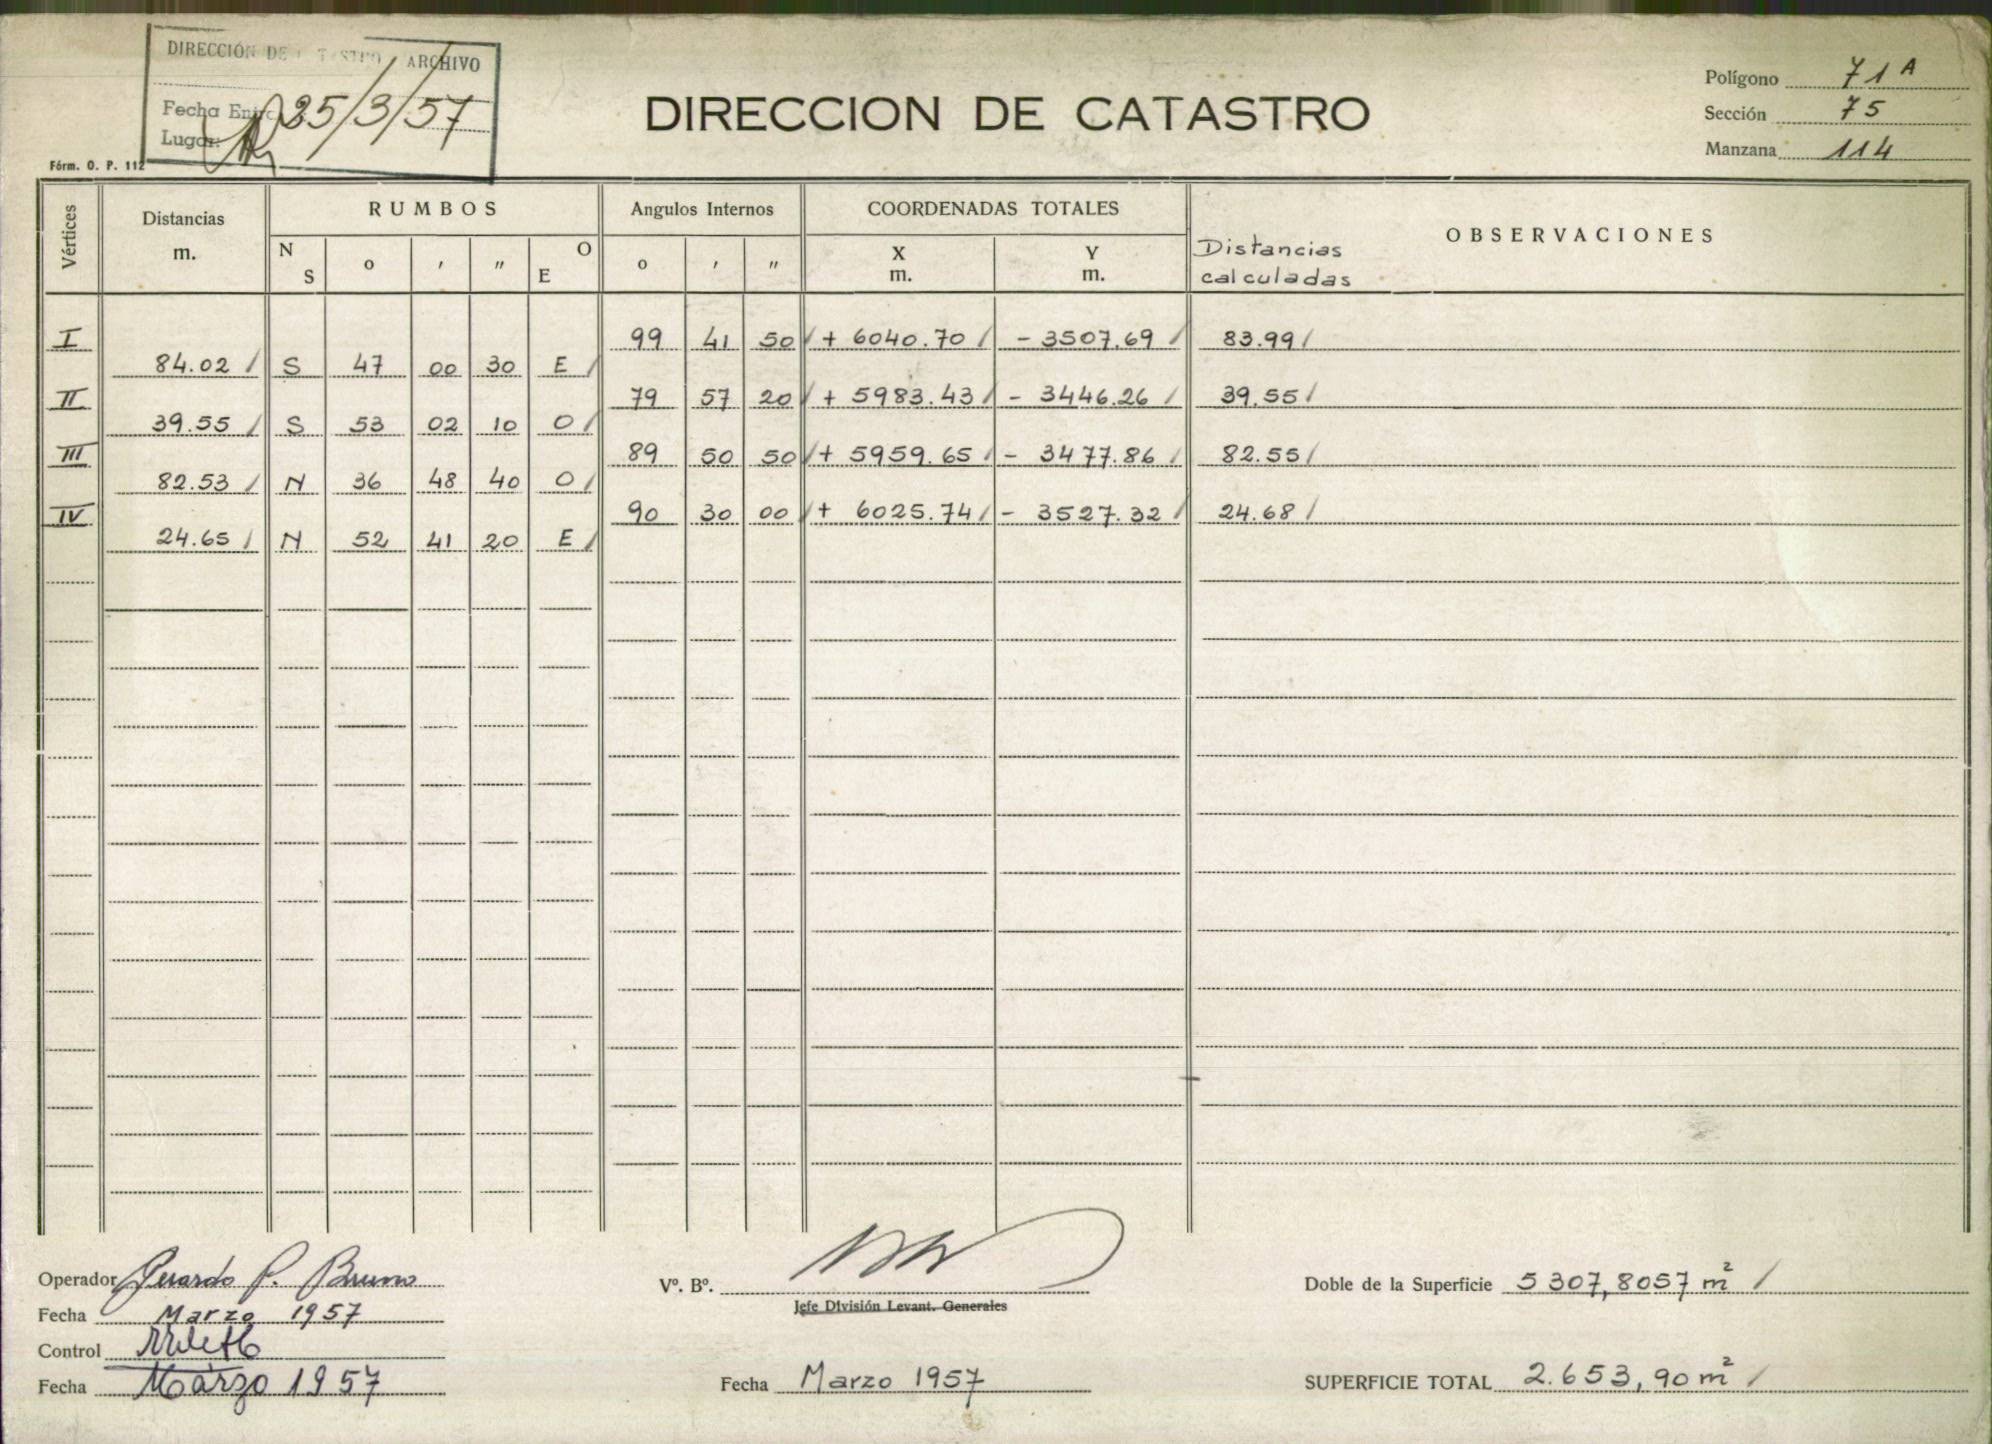 DIRECCIÓN DE CATASTRO ARCHIVO
Fecha Entr. 25/3/57
Lugar:
Fórm. O. P. 112
DIRECCION DE CATASTRO
Polígono 71 A
Sección 75
Manzana 114
Vértices
Distancias m.
RUMBOS
N S o ' " O E
Angulos Internos
o ' "
COORDENADAS TOTALES
X m. Y m.
Distancias calculadas
OBSERVACIONES
I 99 41 50 + 6040.70 - 3507.69 83.99
84.02 S 47 00 30 E
II 79 57 20 + 5983.43 - 3446.26 39.55
39.55 S 53 02 10 O
III 89 50 50 + 5959.65 - 3477.86 82.55
82.53 N 36 48 40 O
IV 90 30 00 + 6025.74 - 3527.32 24.68
24.65 N 52 41 20 E
Operador Gerardo P. Bruno
Fecha Marzo 1957
Control
Fecha Marzo 1957
Vº. Bº.
Jefe División Levant. Generales
Fecha Marzo 1957
Doble de la Superficie 5307,8057 m²
SUPERFICIE TOTAL 2.653,90 m²